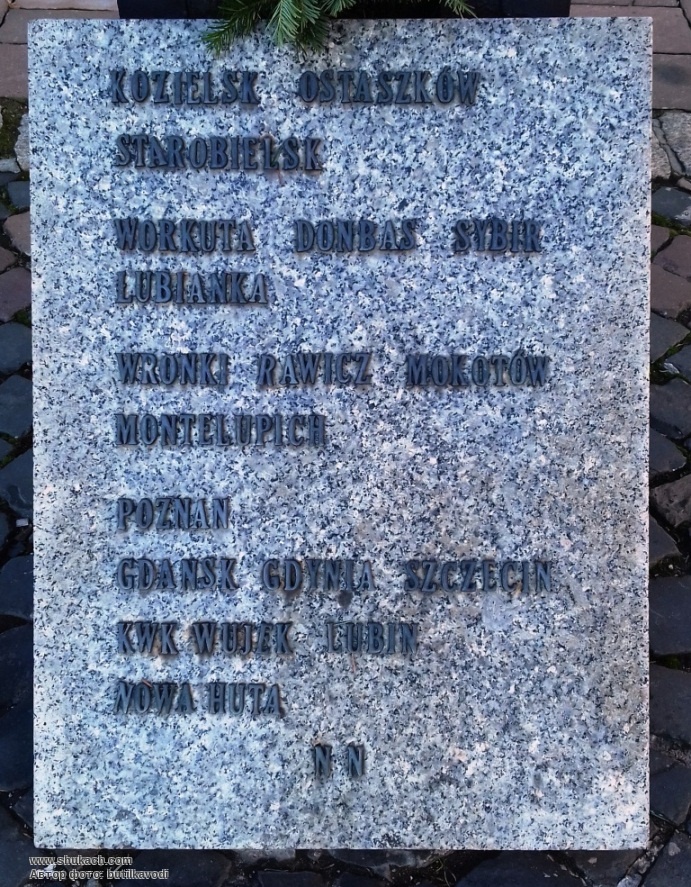 KOZIELSK OSTASZKÓW
STAROBIELSK
WORKUTA DONBAS SYBIR
ŁUBIANKA
WRONKI RAWICZ MOKOTÓW
MONTELUPICH
POZNAŃ
GDAŃSK GDYNIA SZCZECIN
KWK WUJEK LUBIN
NOWA HUTA
N N
www.shukach.com
Автор фото: butilkavodi